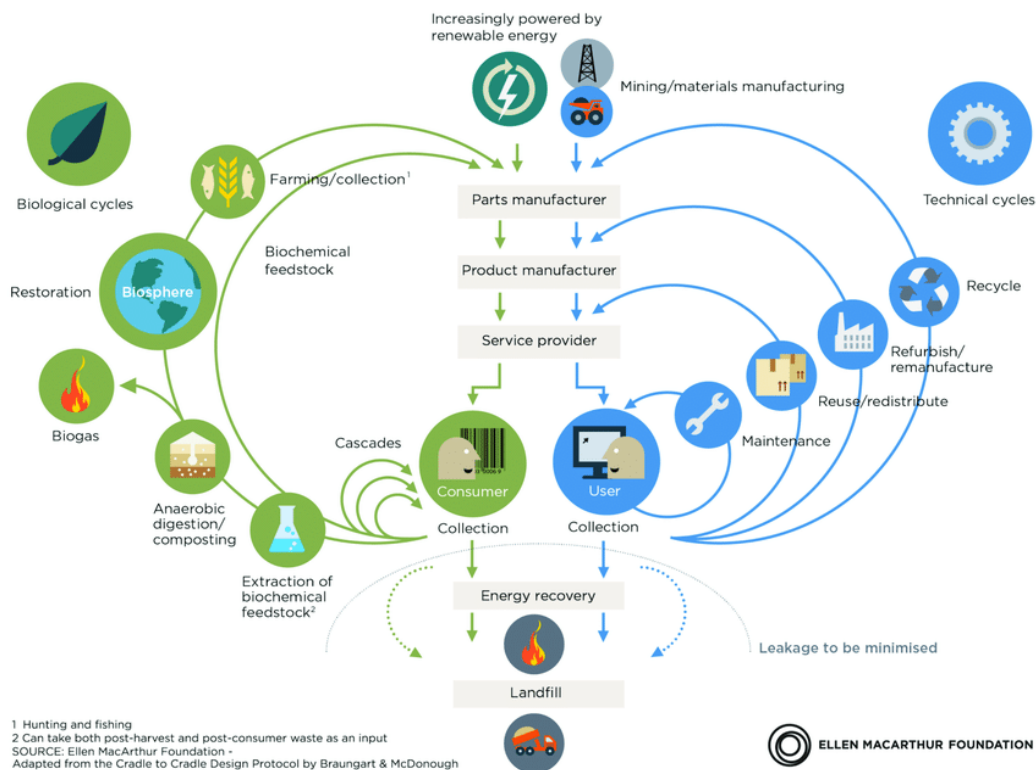 Increasingly powered by
renewable energy
Mining/materials manufacturing
Biological cycles
Technical cycles
Farming/collection¹
Parts manufacturer
Biochemical
feedstock
Product manufacturer
Restoration
Biosphere
Recycle
Service provider
Refurbish/
remanufacture
Reuse/redistribute
Biogas
Cascades
Maintenance
Consumer
User
Anaerobic
digestion/
composting
Collection
Collection
Extraction of
biochemical
feedstock²
Energy recovery
Leakage to be minimised
Landfill
1 Hunting and fishing
2 Can take both post-harvest and post-consumer waste as an input
SOURCE: Ellen MacArthur Foundation -
Adapted from the Cradle to Cradle Design Protocol by Braungart & McDonough
ELLEN MACARTHUR FOUNDATION